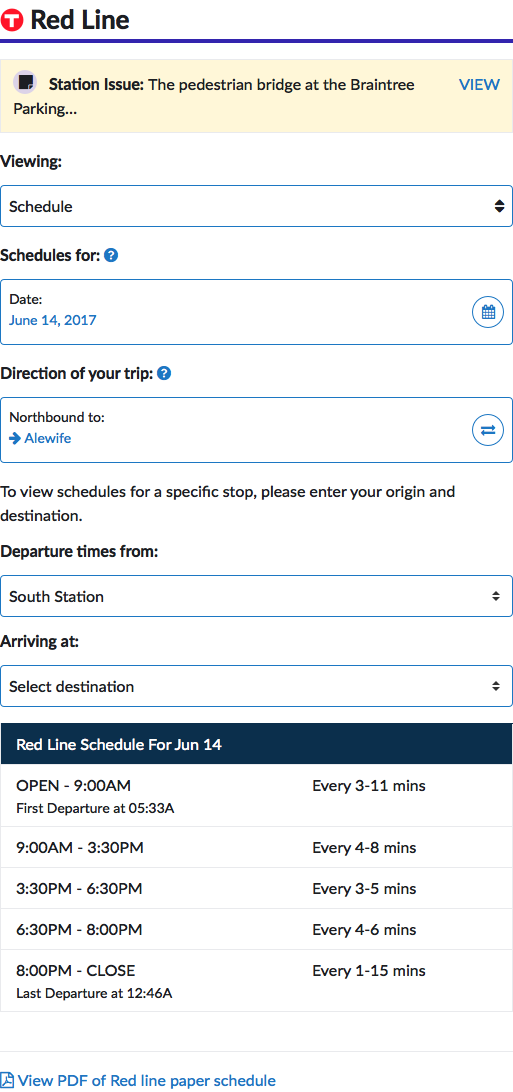 T Red Line
Station Issue: The pedestrian bridge at the Braintree VIEW
Parking...
Viewing:
Schedule
Schedules for: ?
Date:
June 14, 2017
Direction of your trip: ?
Northbound to:
Alewife
To view schedules for a specific stop, please enter your origin and
destination.
Departure times from:
South Station
Arriving at:
Select destination
Red Line Schedule For Jun 14
OPEN - 9:00AM Every 3-11 mins
First Departure at 05:33A
9:00AM - 3:30PM Every 4-8 mins
3:30PM - 6:30PM Every 3-5 mins
6:30PM - 8:00PM Every 4-6 mins
8:00PM - CLOSE Every 1-15 mins
Last Departure at 12:46A
View PDF of Red line paper schedule